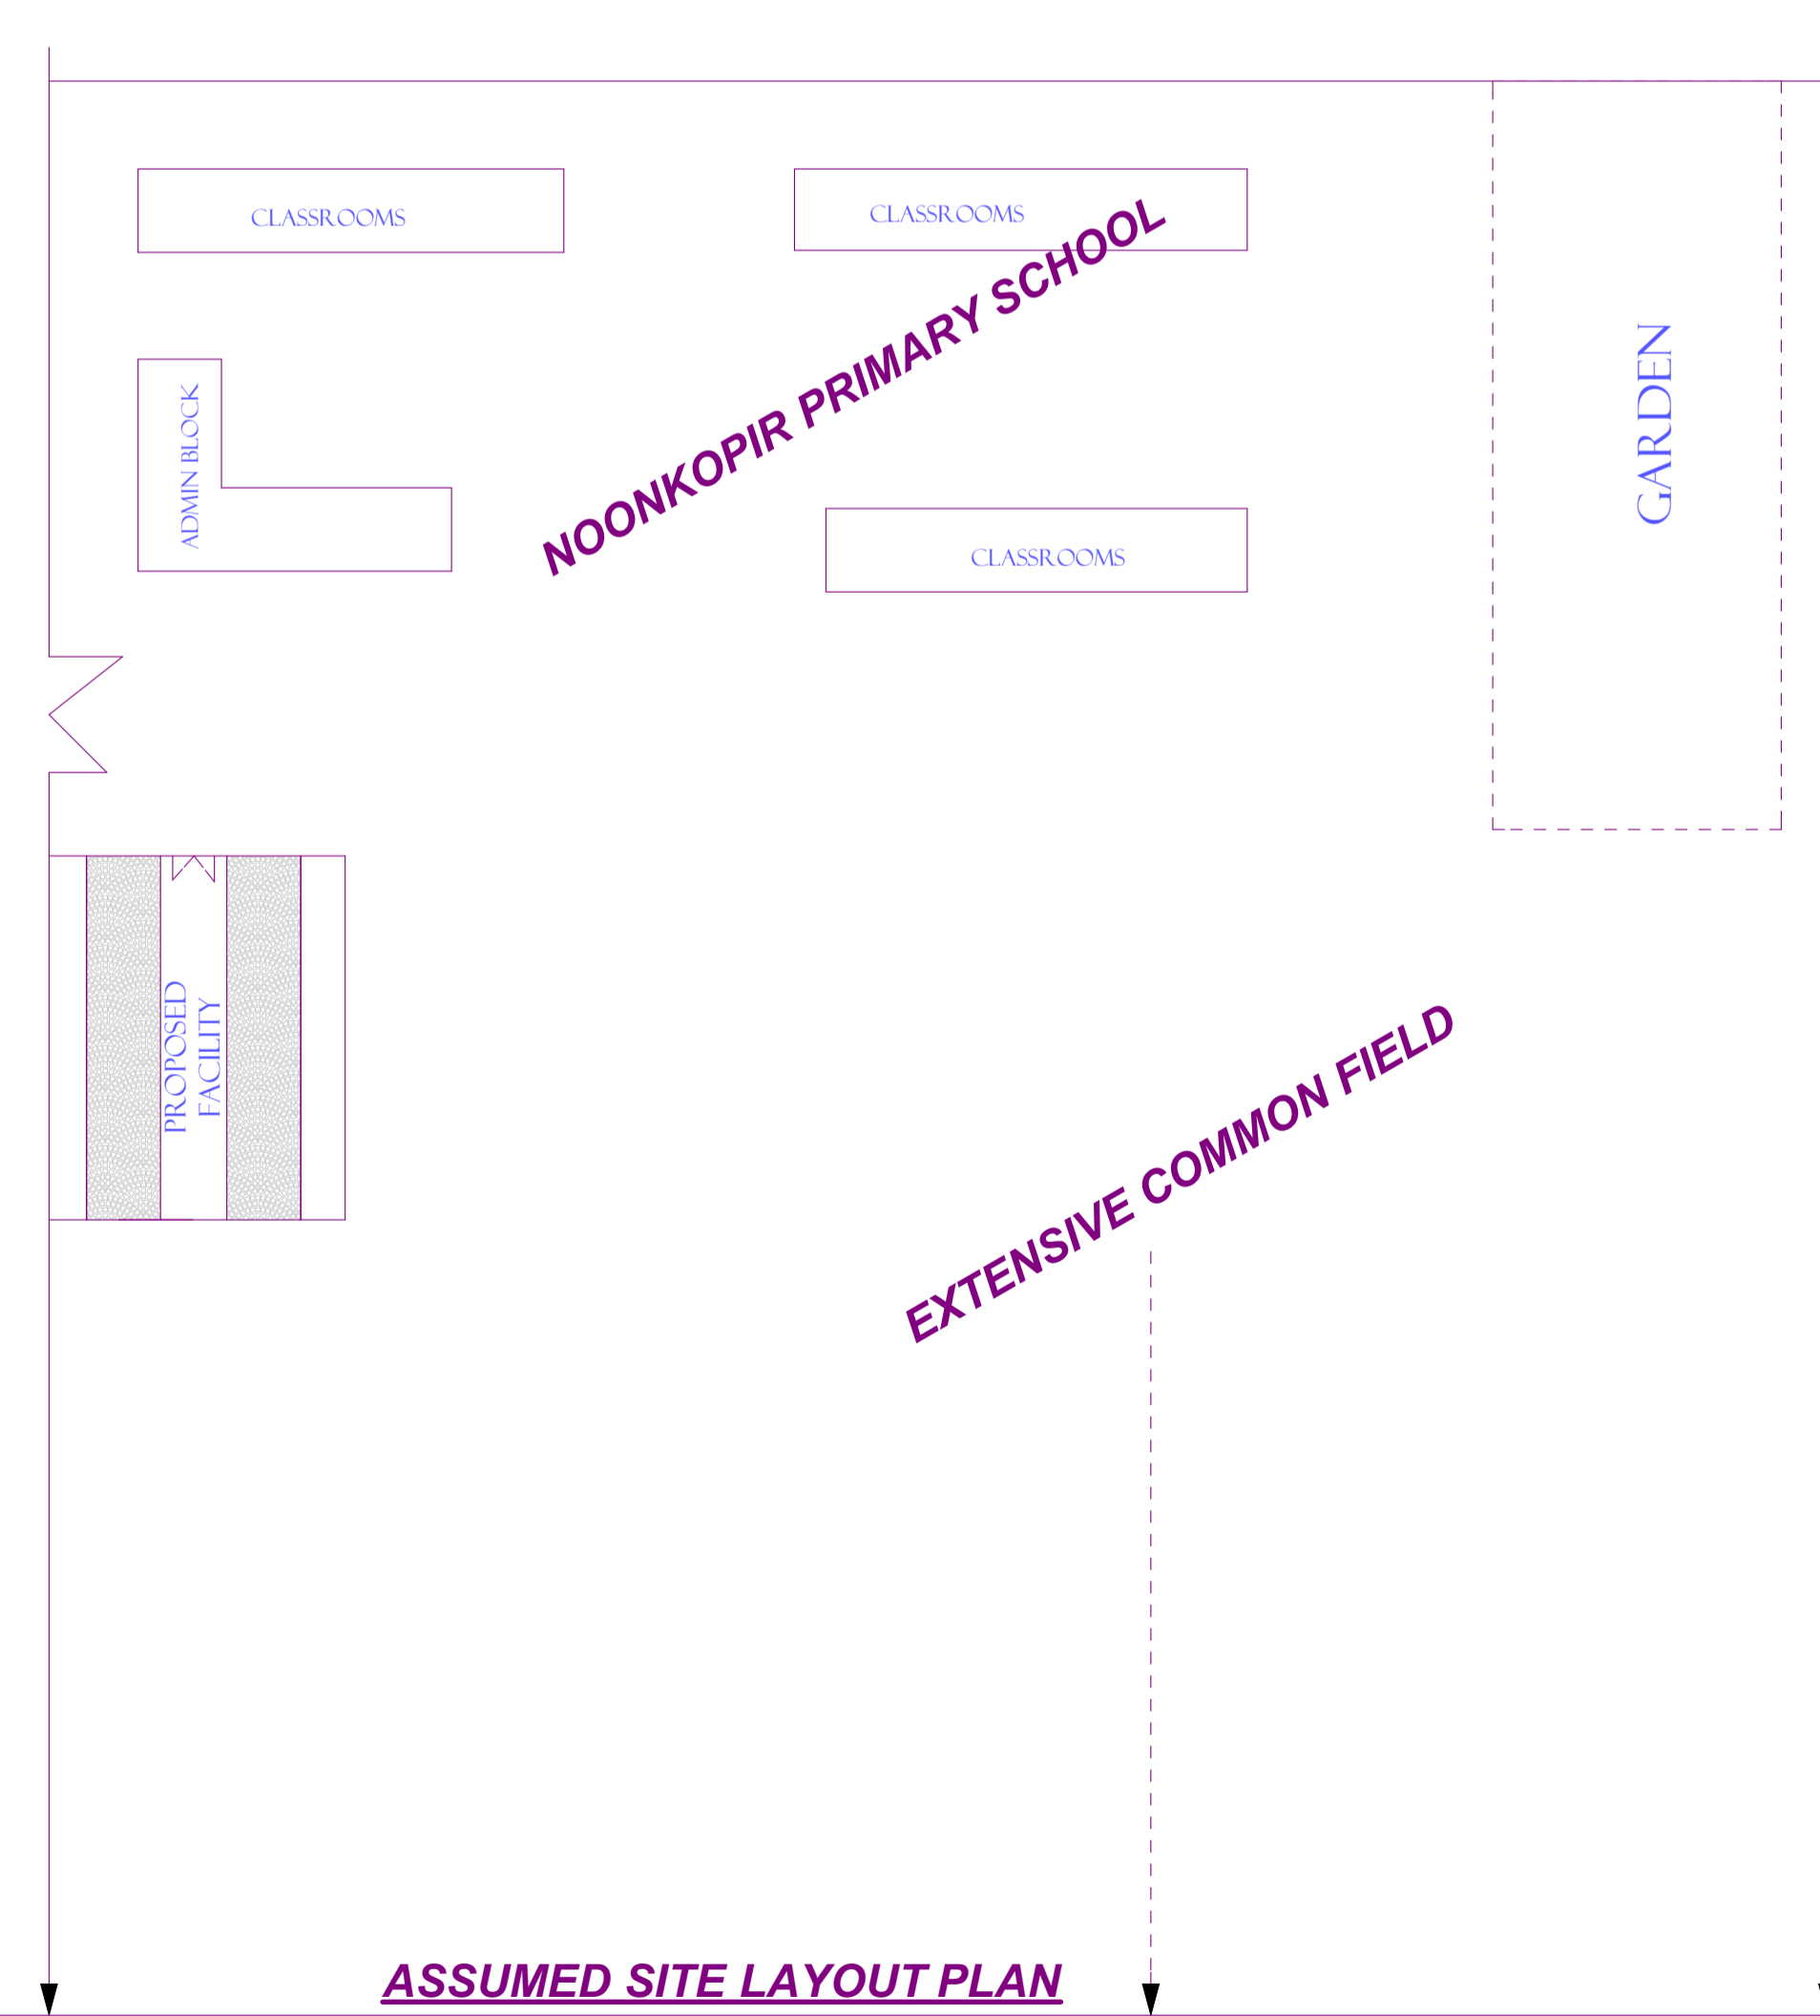 CLASSROOMS
CLASSROOMS
NOONKOPIR PRIMARY SCHOOL
ADMIN BLOCK
GARDEN
CLASSROOMS
PROPOSED
FACILITY
EXTENSIVE COMMON FIELD
ASSUMED SITE LAYOUT PLAN